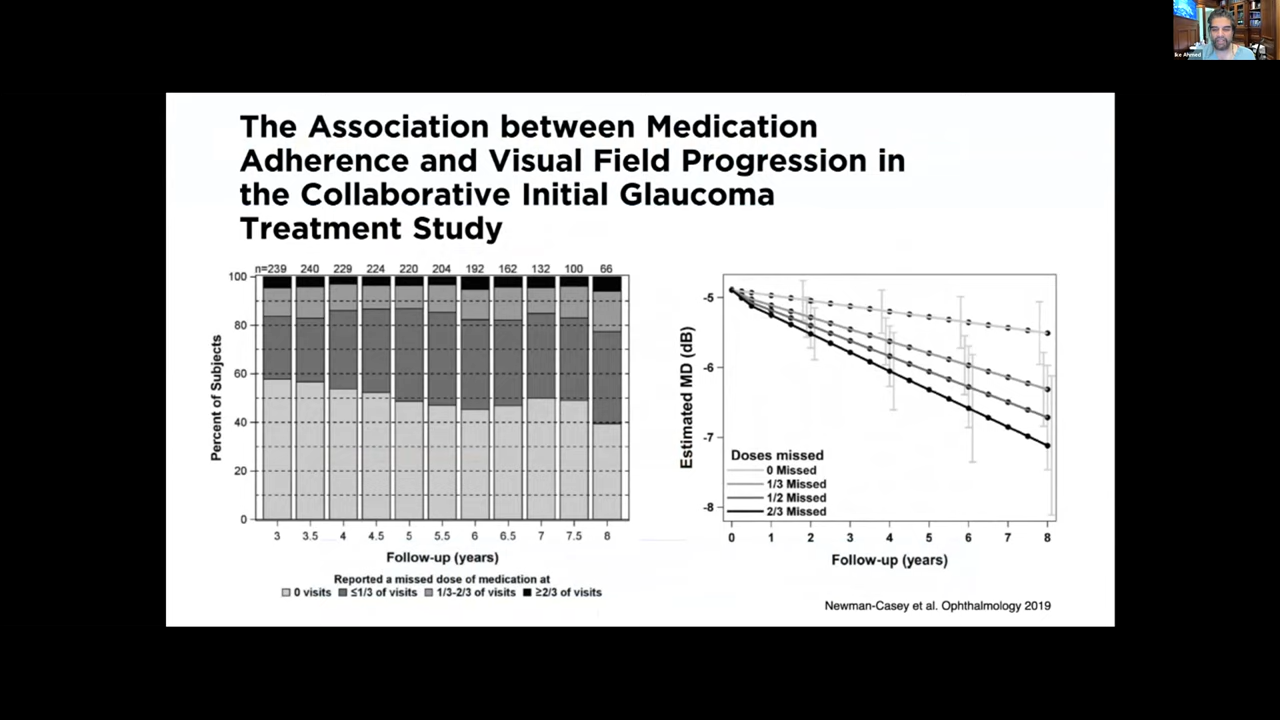 Ike Ahmed
The Association between Medication
Adherence and Visual Field Progression in
the Collaborative Initial Glaucoma
Treatment Study
n=239 240 229 224 220 204 192 162 132 100 66
100
80
60
40
20
0
Percent of Subjects
3 3.5 4 4.5 5 5.5 6 6.5 7 7.5 8
Follow-up (years)
Reported a missed dose of medication at
0 visits ≤1/3 of visits 1/3-2/3 of visits ≥2/3 of visits
-5
-6
-7
-8
Estimated MD (dB)
Doses missed
0 Missed
1/3 Missed
1/2 Missed
2/3 Missed
0 1 2 3 4 5 6 7 8
Follow-up (years)
Newman-Casey et al. Ophthalmology 2019